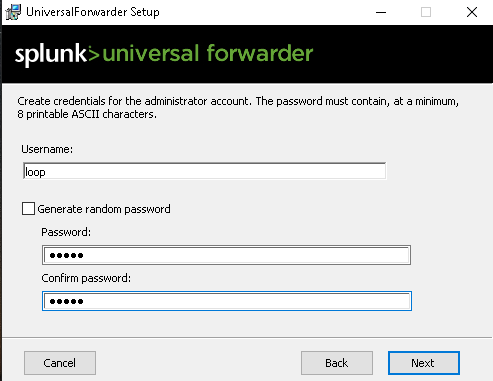 UniversalForwarder Setup
splunk>universal forwarder
Create credentials for the administrator account. The password must contain, at a minimum,
8 printable ASCII characters.
Username:
loop
Generate random password
Password:
●●●●●
Confirm password:
●●●●●
Cancel
Back
Next